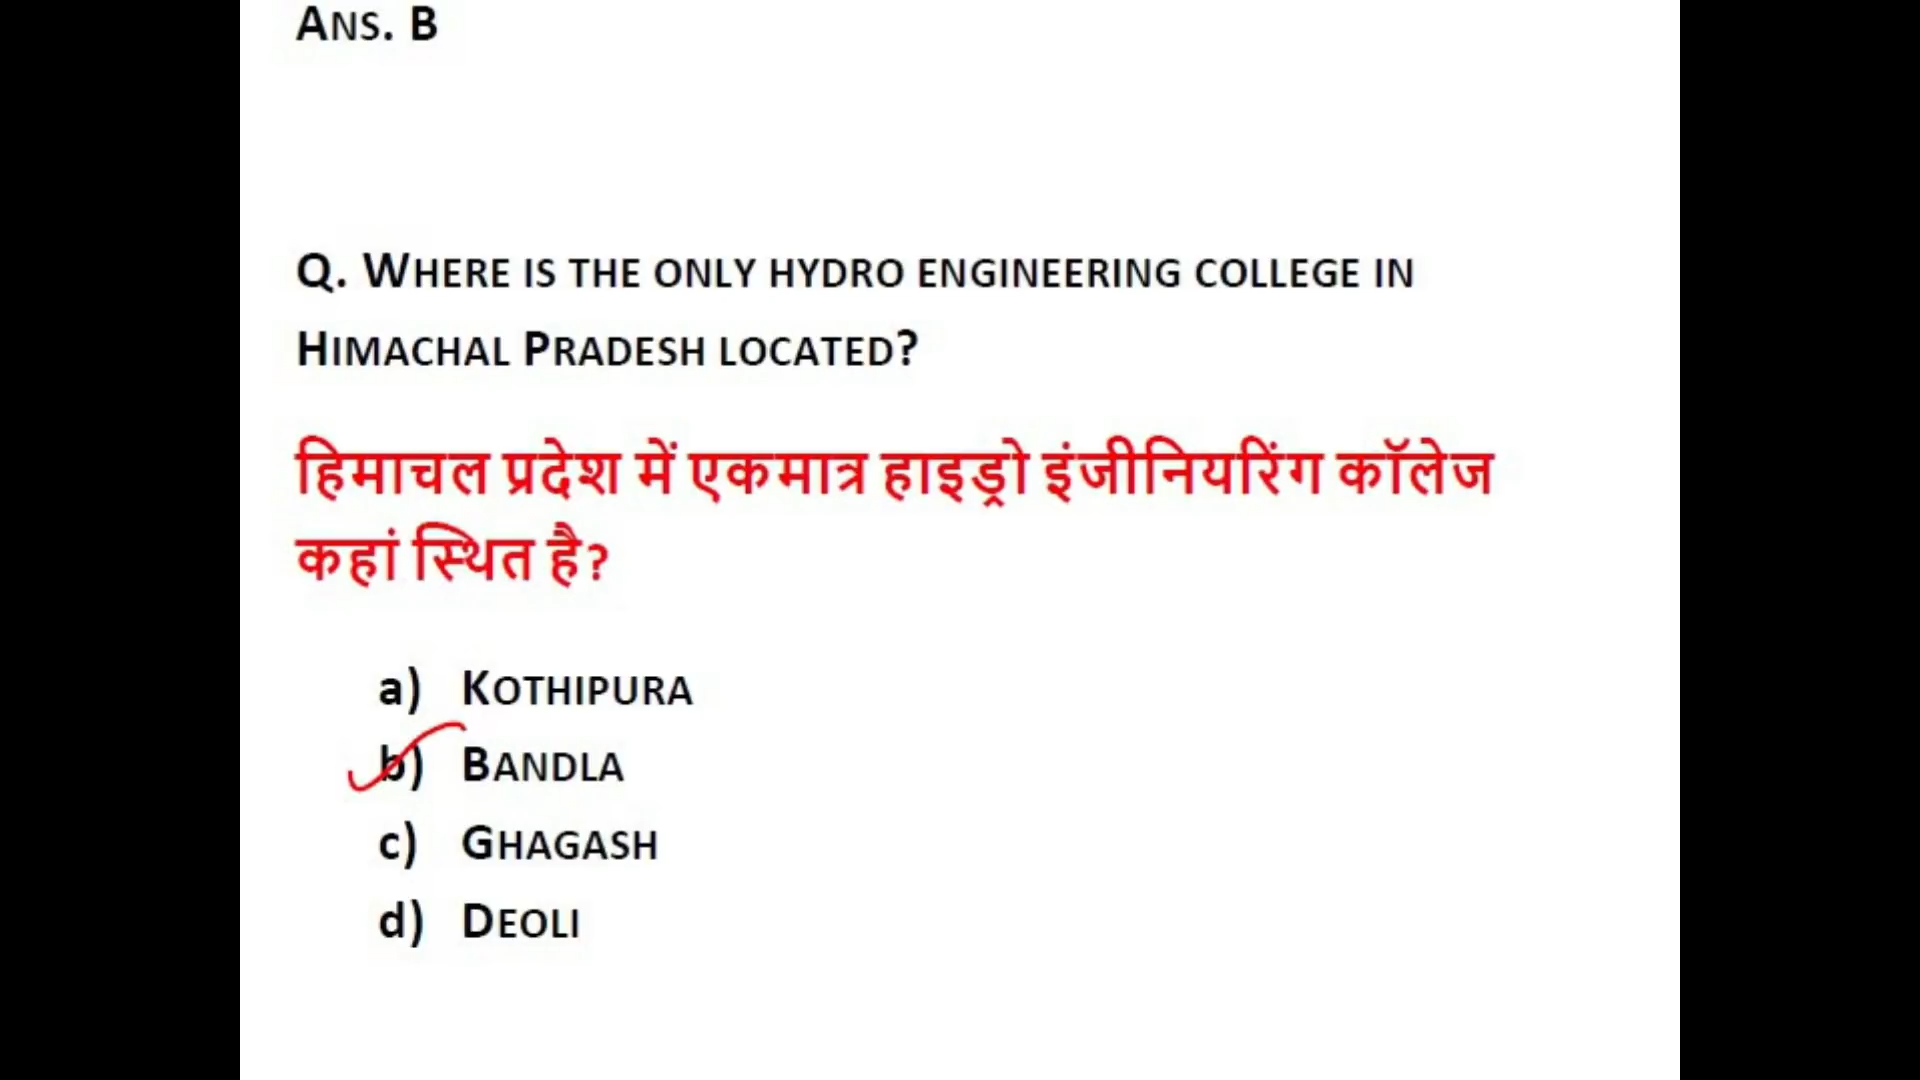 ANS. B
Q. WHERE IS THE ONLY HYDRO ENGINEERING COLLEGE IN
HIMACHAL PRADESH LOCATED?
हिमाचल प्रदेश में एकमात्र हाइड्रो इंजीनियरिंग कॉलेज
कहां स्थित है?
a) KOTHIPURA
b) BANDLA
c) GHAGASH
d) DEOLI